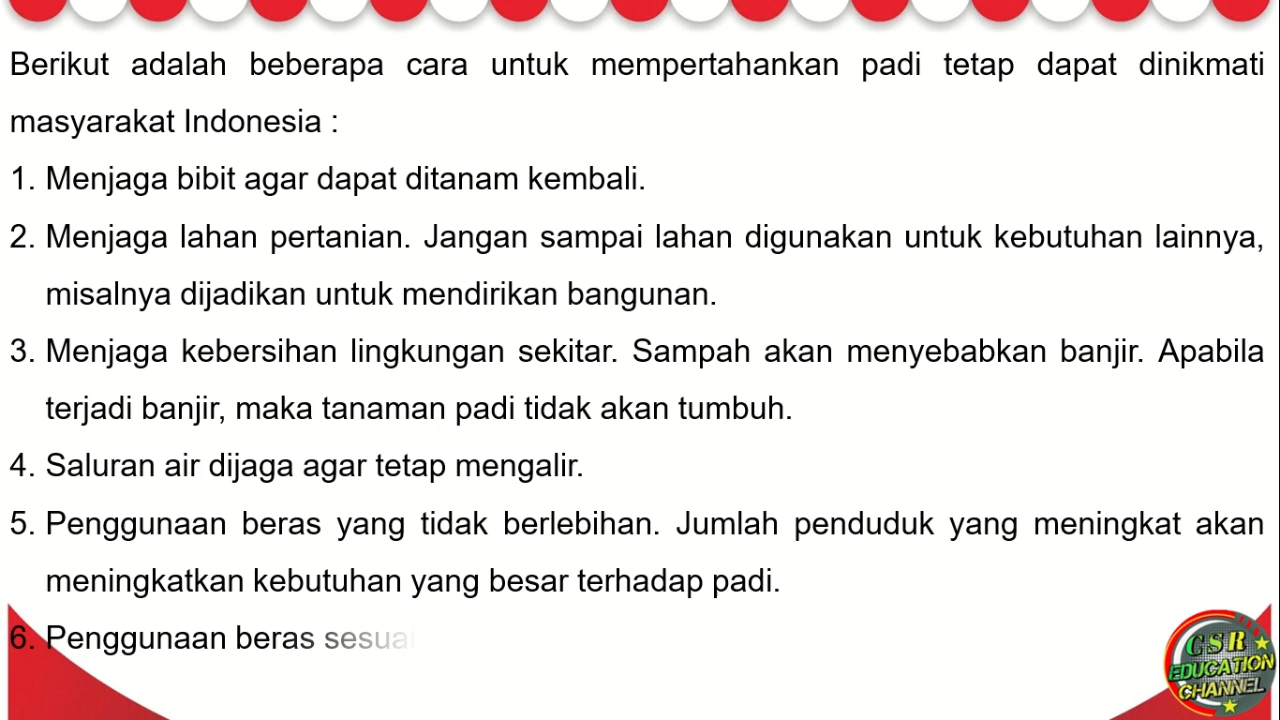 Berikut adalah beberapa cara untuk mempertahankan padi tetap dapat dinikmati
masyarakat Indonesia :
1. Menjaga bibit agar dapat ditanam kembali.
2. Menjaga lahan pertanian. Jangan sampai lahan digunakan untuk kebutuhan lainnya,
misalnya dijadikan untuk mendirikan bangunan.
3. Menjaga kebersihan lingkungan sekitar. Sampah akan menyebabkan banjir. Apabila
terjadi banjir, maka tanaman padi tidak akan tumbuh.
4. Saluran air dijaga agar tetap mengalir.
5. Penggunaan beras yang tidak berlebihan. Jumlah penduduk yang meningkat akan
meningkatkan kebutuhan yang besar terhadap padi.
6. Penggunaan beras
CSR
EDUCATION
CHANNEL